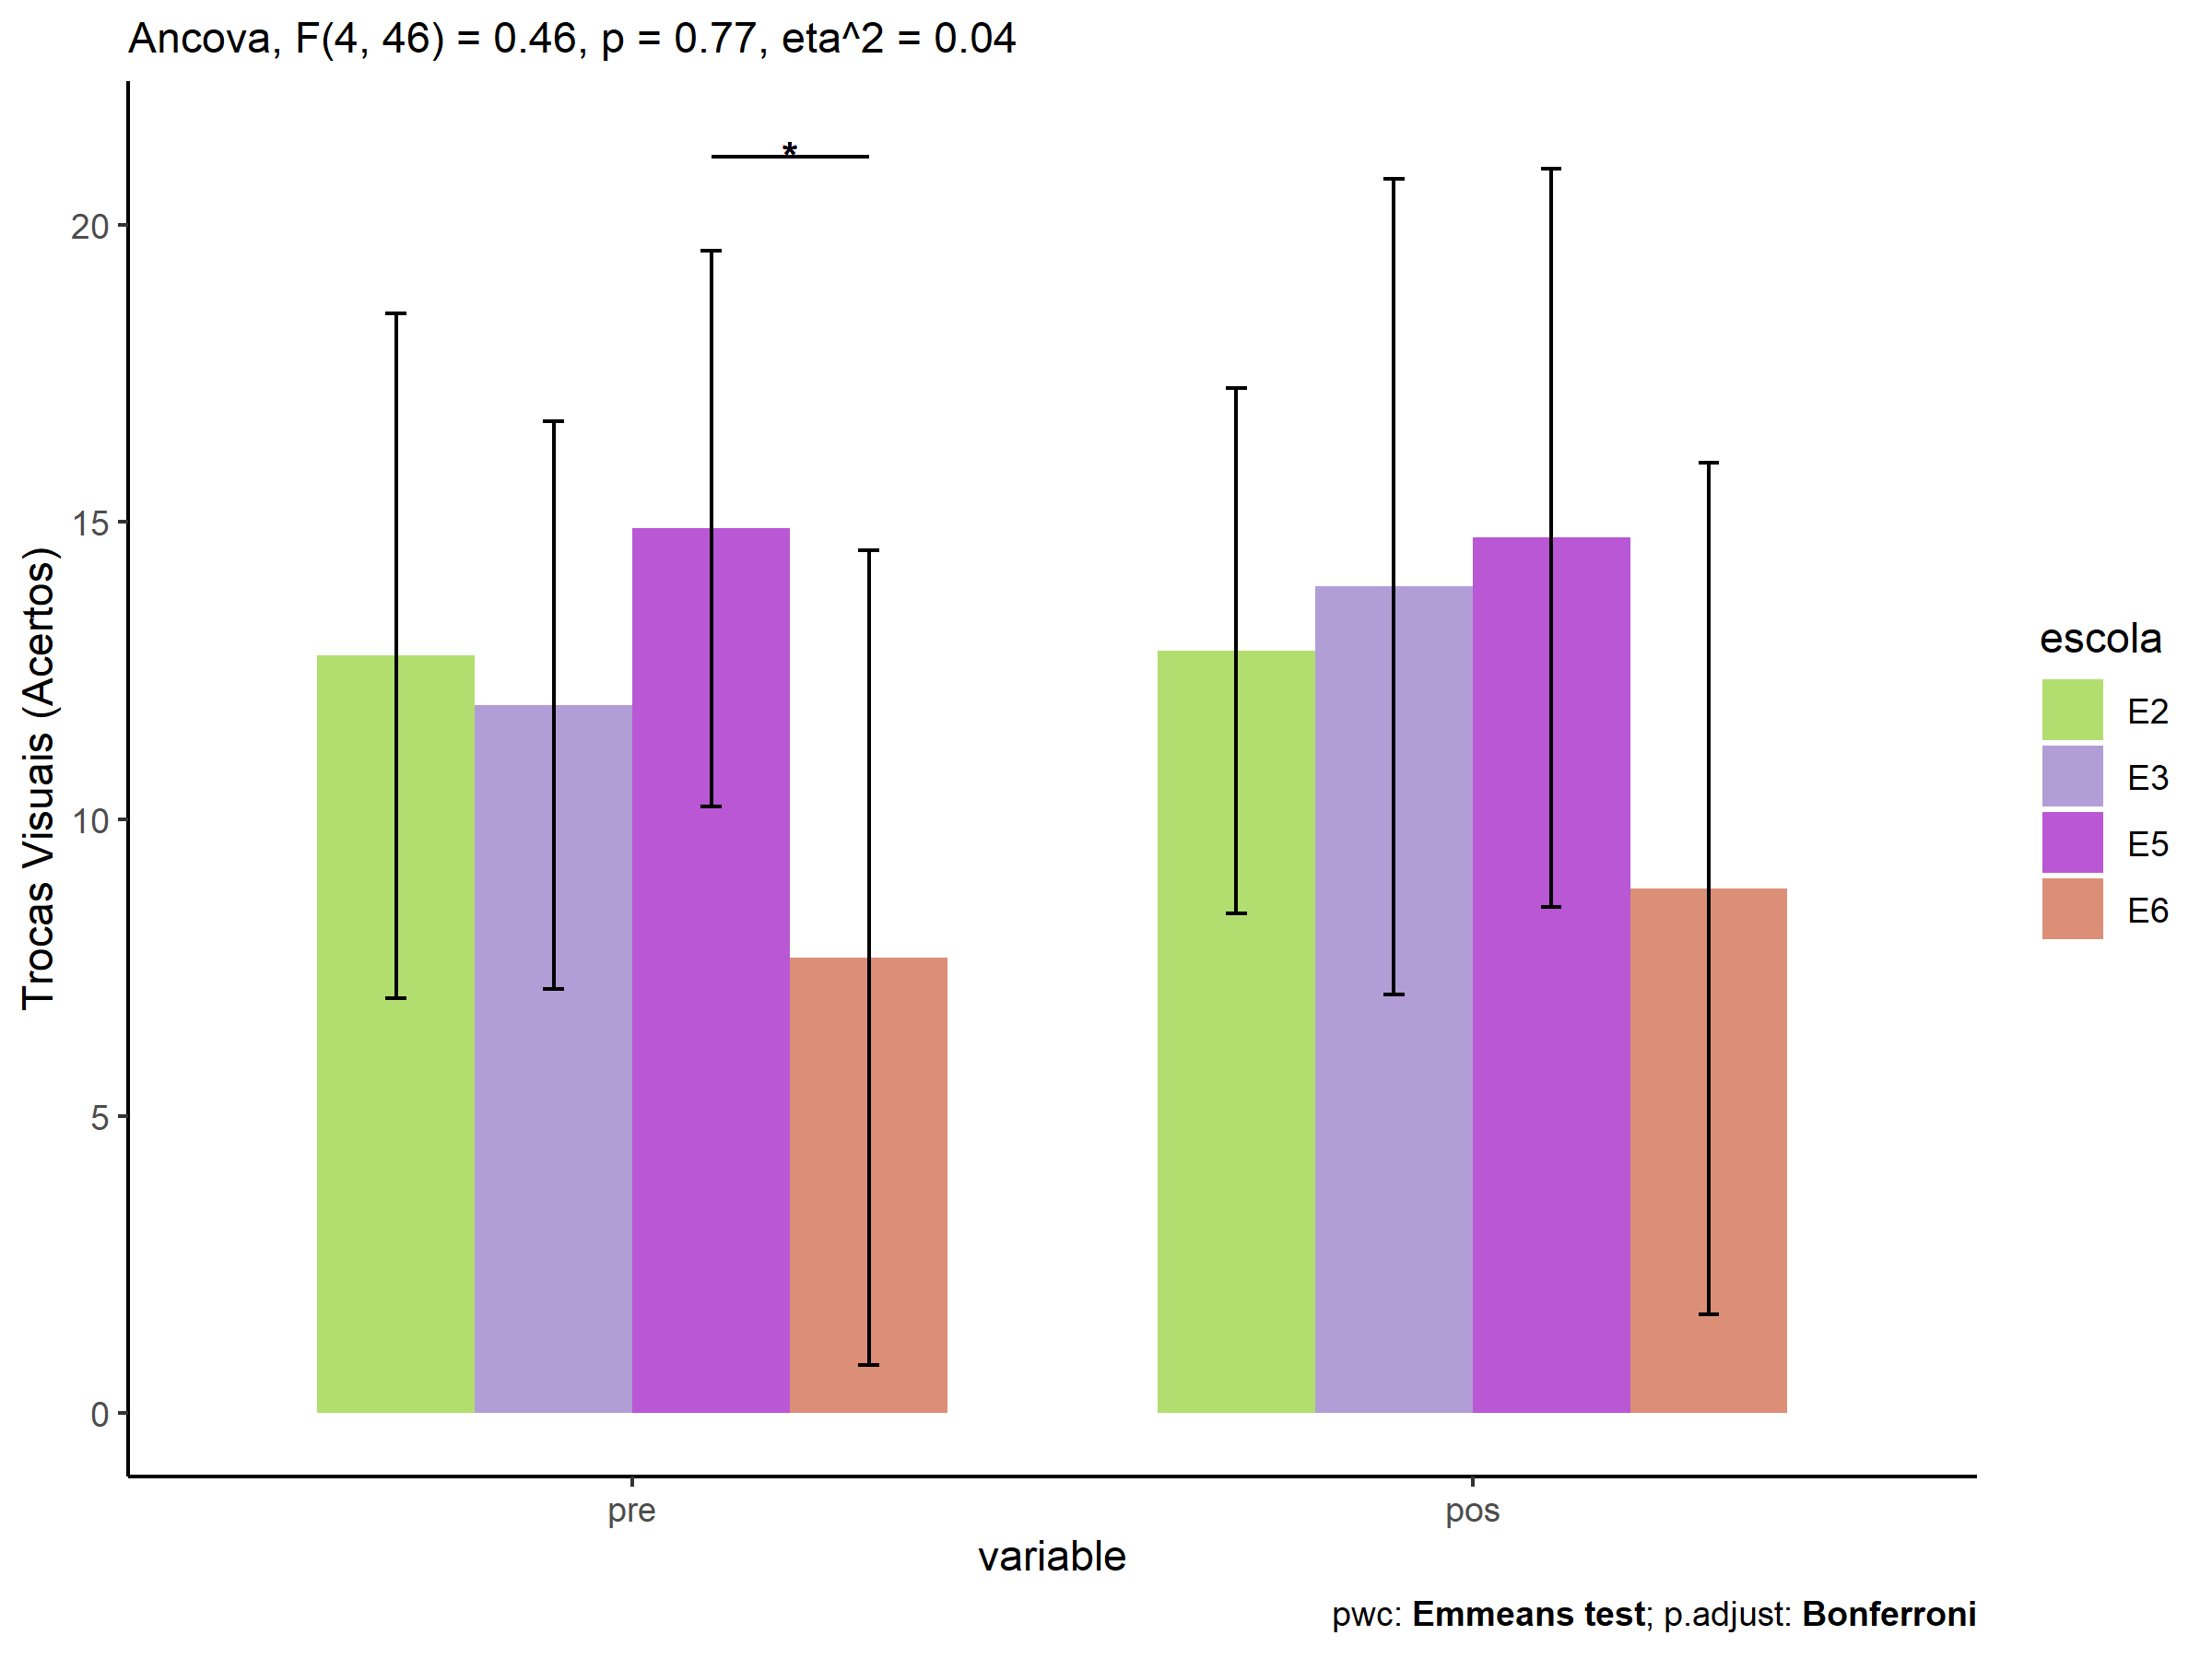 Ancova, F(4, 46) = 0.46, p = 0.77, eta^2 = 0.04
*
20
15
10
5
0
Trocas Visuais (Acertos)
pre
pos
variable
escola
E2
E3
E5
E6
pwc: Emmeans test; p.adjust: Bonferroni